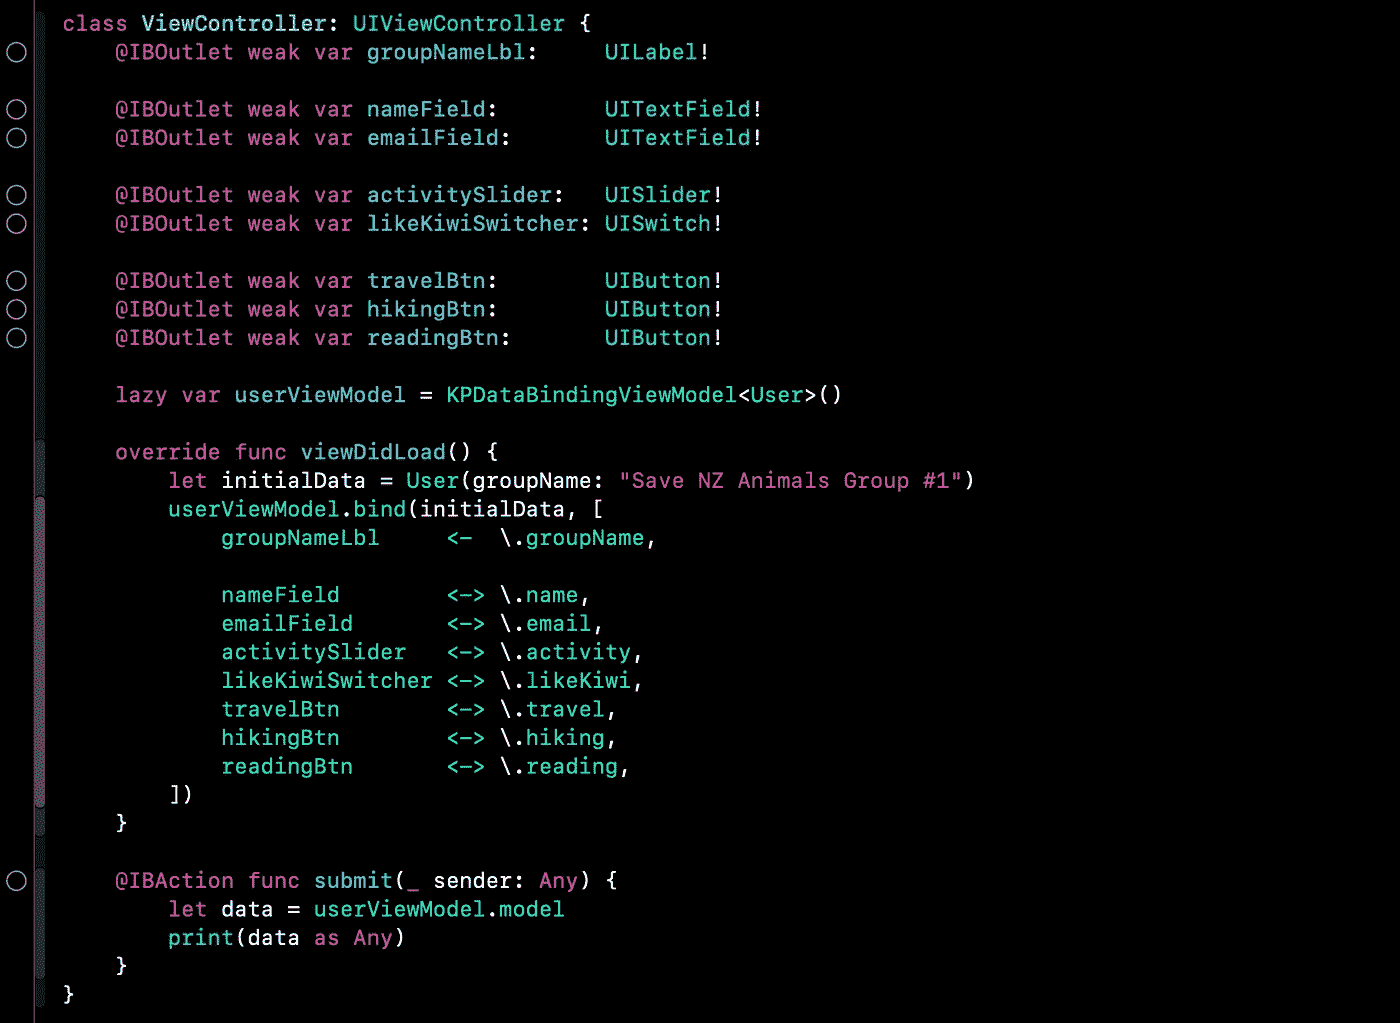 class ViewController: UIViewController {
    @IBOutlet weak var groupNameLbl:     UILabel!
    @IBOutlet weak var nameField:        UITextField!
    @IBOutlet weak var emailField:       UITextField!
    @IBOutlet weak var activitySlider:   UISlider!
    @IBOutlet weak var likeKiwiSwitcher: UISwitch!
    @IBOutlet weak var travelBtn:        UIButton!
    @IBOutlet weak var hikingBtn:        UIButton!
    @IBOutlet weak var readingBtn:       UIButton!
    lazy var userViewModel = KPDataBindingViewModel<User>()
    override func viewDidLoad() {
        let initialData = User(groupName: "Save NZ Animals Group #1")
        userViewModel.bind(initialData, [
            groupNameLbl     <-  \.groupName,
            nameField        <-> \.name,
            emailField       <-> \.email,
            activitySlider   <-> \.activity,
            likeKiwiSwitcher <-> \.likeKiwi,
            travelBtn        <-> \.travel,
            hikingBtn        <-> \.hiking,
            readingBtn       <-> \.reading,
        ])
    }
    @IBAction func submit(_ sender: Any) {
        let data = userViewModel.model
        print(data as Any)
    }
}